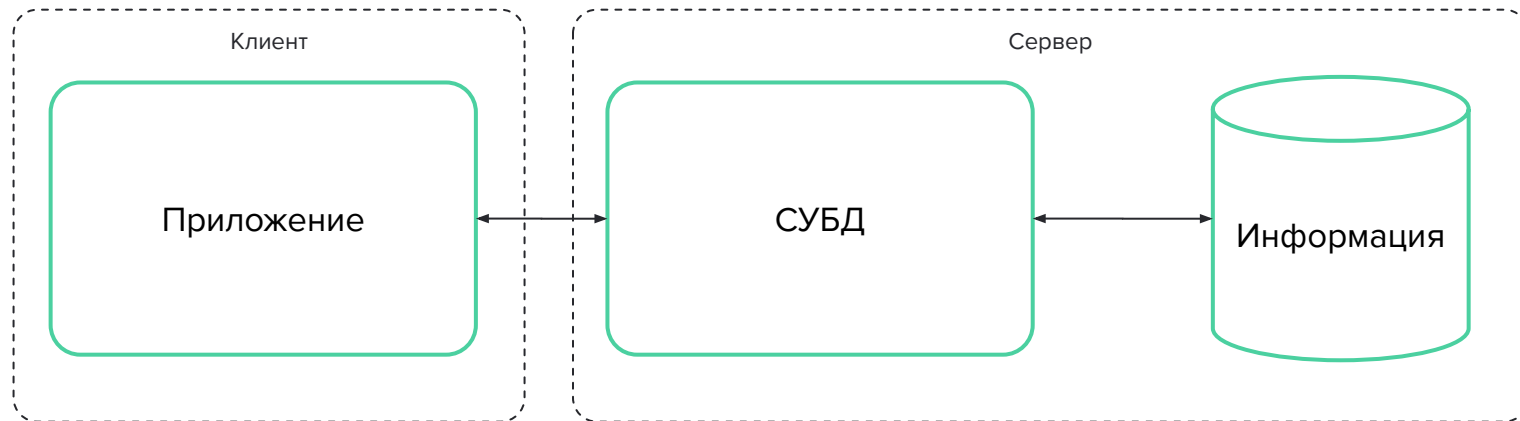 Клиент
Сервер
Приложение
СУБД
Информация